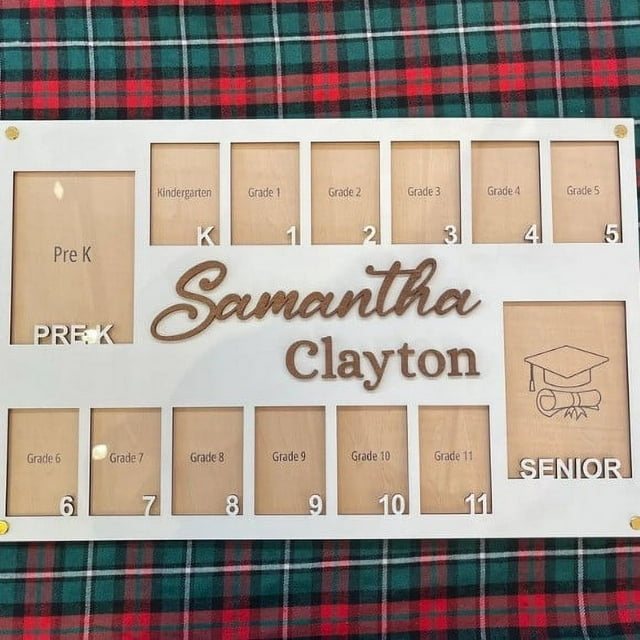 Pre K
PRE-K
Kindergarten
K
Grade 1
1
Grade 2
2
Grade 3
3
Grade 4
4
Grade 5
5
Samantha
Clayton
SENIOR
Grade 6
6
Grade 7
7
Grade 8
8
Grade 9
9
Grade 10
10
Grade 11
11